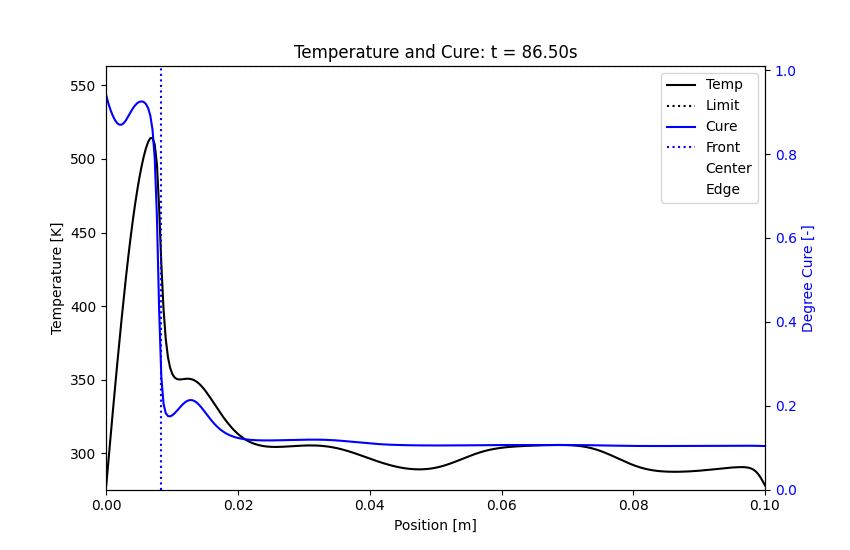 Temperature and Cure: t = 86.50s
550
500
450
400
350
300
Temperature [K]
1.0
0.8
0.6
0.4
0.2
0.0
Degree Cure [-]
Temp
Limit
Cure
Front
Center
Edge
0.00
0.02
0.04
0.06
0.08
0.10
Position [m]